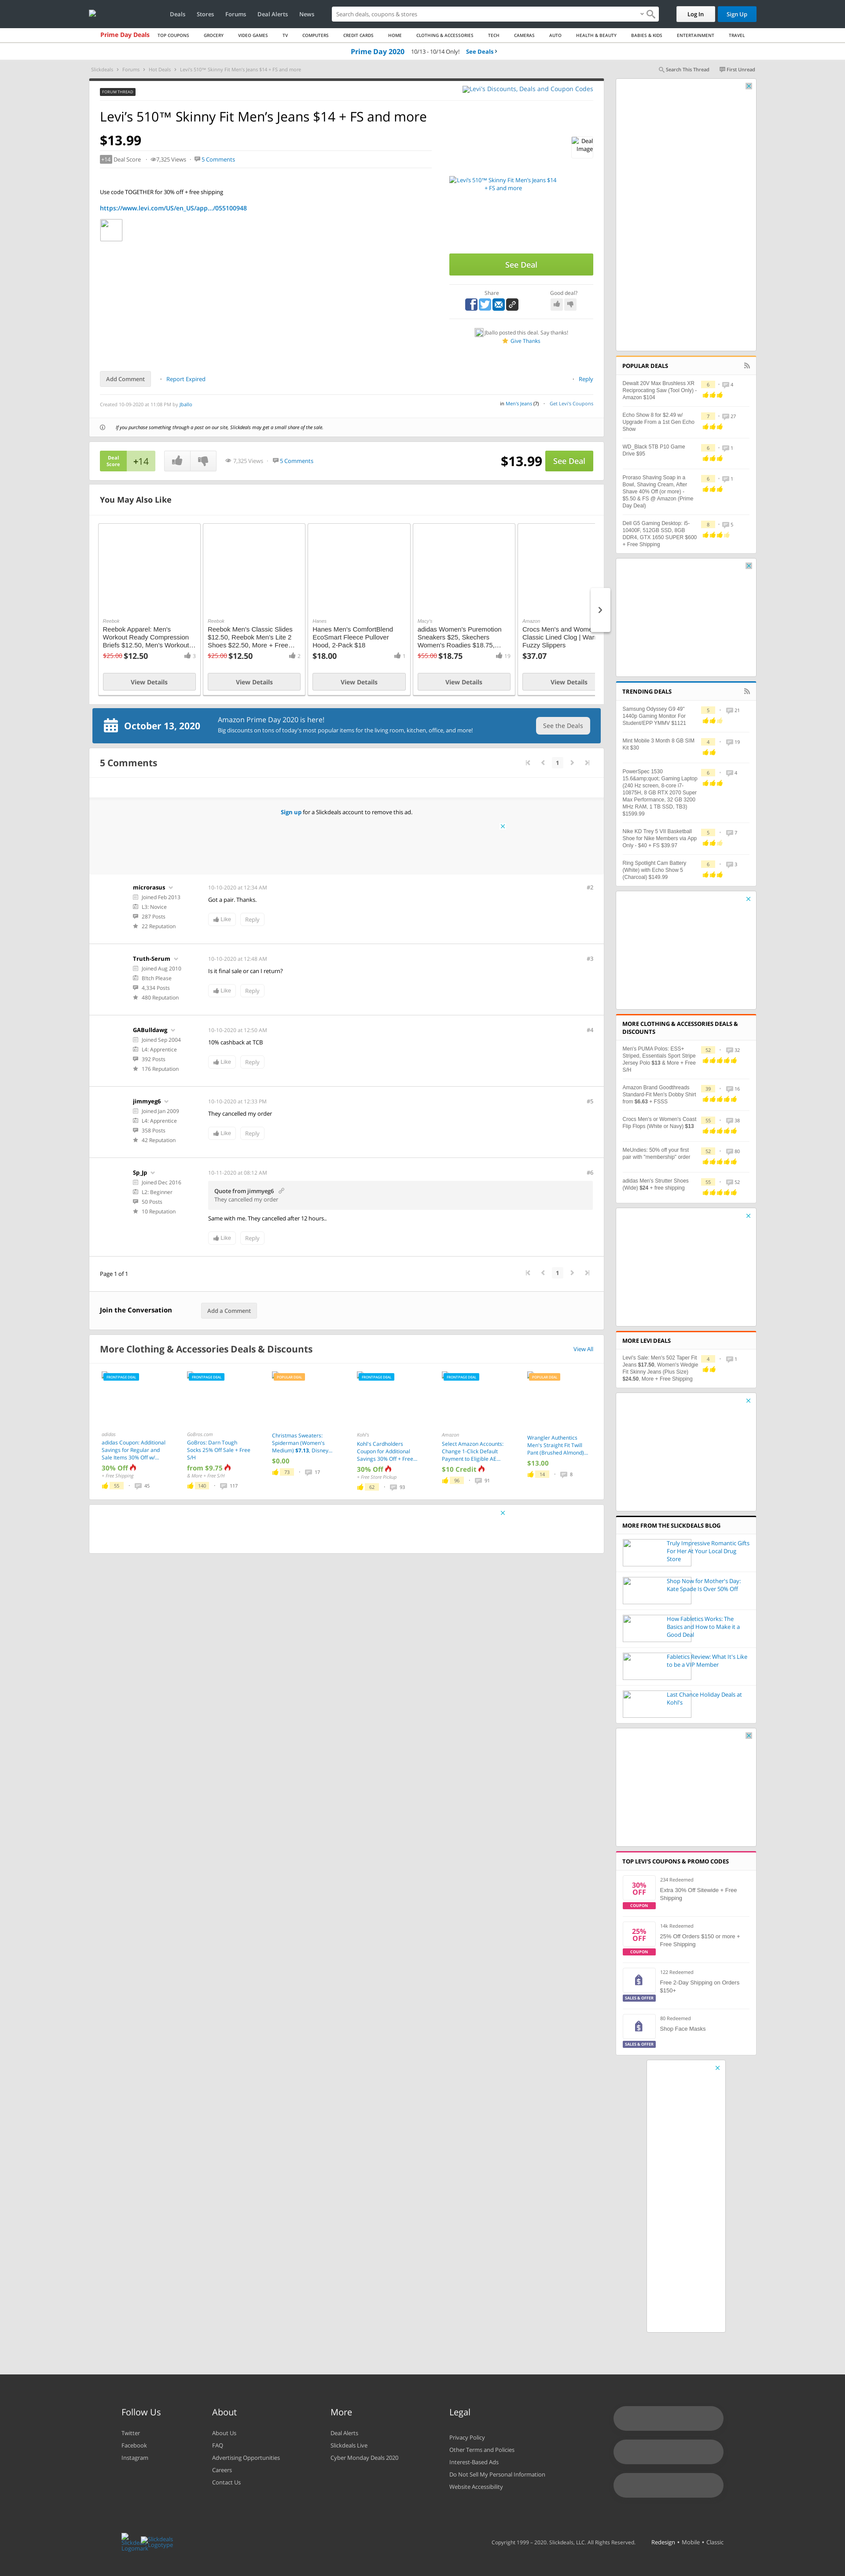 Deals Stores Forums Deal Alerts News
Search deals, coupons & stores
Log In
Sign Up
Prime Day Deals TOP COUPONS GROCERY VIDEO GAMES TV COMPUTERS CREDIT CARDS HOME CLOTHING & ACCESSORIES TECH CAMERAS AUTO HEALTH & BEAUTY BABIES & KIDS ENTERTAINMENT TRAVEL
Prime Day 2020 10/13 - 10/14 Only! See Deals
Slickdeals Forums Hot Deals Levi's 510™ Skinny Fit Men's Jeans $14 + FS and more
Search This Thread
First Unread
FORUM THREAD
Levi's Discounts, Deals and Coupon Codes
Levi's 510™ Skinny Fit Men's Jeans $14 + FS and more
$13.99
Deal Image
+14 Deal Score 7,325 Views 5 Comments
Levi's 510™ Skinny Fit Men's Jeans $14 + FS and more
Use code TOGETHER for 30% off + free shipping
https://www.levi.com/US/en_US/app.../055100948
See Deal
Share
Good deal?
jballo posted this deal. Say thanks!
Give Thanks
Add Comment
Report Expired
Reply
Created 10-09-2020 at 11:08 PM by jballo
in Men's Jeans (7)
Get Levi's Coupons
If you purchase something through a post on our site, Slickdeals may get a small share of the sale.
Deal Score
+14
7,325 Views
5 Comments
$13.99
See Deal
You May Also Like
Reebok
Reebok Apparel: Men's Workout Ready Compression Briefs $12.50, Men's Workout...
$25.00 $12.50 3
View Details
Reebok
Reebok Men's Classic Slides $12.50, Reebok Men's Lite 2 Shoes $22.50, More + Free...
$25.00 $12.50 2
View Details
Hanes
Hanes Men's ComfortBlend EcoSmart Fleece Pullover Hood, 2-Pack $18
$18.00 1
View Details
Macy's
adidas Women's Puremotion Sneakers $25, Skechers Women's Roadies $18.75,...
$55.00 $18.75 19
View Details
Amazon
Crocs Men's and Wome
Classic Lined Clog | War
Fuzzy Slippers
$37.07
View Details
October 13, 2020
Amazon Prime Day 2020 is here!
Big discounts on tons of today's most popular items for the living room, kitchen, office, and more!
See the Deals
5 Comments
1
Sign up for a Slickdeals account to remove this ad.
microrasus
Joined Feb 2013
L3: Novice
287 Posts
22 Reputation
10-10-2020 at 12:34 AM
#2
Got a pair. Thanks.
Like Reply
Truth-Serum
Joined Aug 2010
B!tch Please
4,334 Posts
480 Reputation
10-10-2020 at 12:48 AM
#3
Is it final sale or can I return?
Like Reply
GABulldawg
Joined Sep 2004
L4: Apprentice
392 Posts
176 Reputation
10-10-2020 at 12:50 AM
#4
10% cashback at TCB
Like Reply
jimmyeg6
Joined Jan 2009
L4: Apprentice
358 Posts
42 Reputation
10-10-2020 at 12:33 PM
#5
They cancelled my order
Like Reply
Sp_Jp
Joined Dec 2016
L2: Beginner
50 Posts
10 Reputation
10-11-2020 at 08:12 AM
#6
Quote from jimmyeg6
They cancelled my order
Same with me. They cancelled after 12 hours..
Like Reply
Page 1 of 1
1
Join the Conversation
Add a Comment
More Clothing & Accessories Deals & Discounts
View All
FRONTPAGE DEAL
adidas
adidas Coupon: Additional Savings for Regular and Sale Items 30% Off w/...
30% Off
+ Free Shipping
55 45
FRONTPAGE DEAL
GoBros.com
GoBros: Darn Tough Socks 25% Off Sale + Free S/H
from $9.75
& More + Free S/H
140 117
POPULAR DEAL
Christmas Sweaters: Spiderman (Women's Medium) $7.13, Disney...
$0.00
73 17
FRONTPAGE DEAL
Kohl's
Kohl's Cardholders Coupon for Additional Savings 30% Off + Free...
30% Off
+ Free Store Pickup
62 93
FRONTPAGE DEAL
Amazon
Select Amazon Accounts: Change 1-Click Default Payment to Eligible AE...
$10 Credit
96 91
POPULAR DEAL
Wrangler Authentics Men's Straight Fit Twill Pant (Brushed Almond)...
$13.00
14 8
POPULAR DEALS
Dewalt 20V Max Brushless XR Reciprocating Saw (Tool Only) - Amazon $104
6 4
Echo Show 8 for $2.49 w/ Upgrade From a 1st Gen Echo Show
7 27
WD_Black 5TB P10 Game Drive $95
6 1
Proraso Shaving Soap in a Bowl, Shaving Cream, After Shave 40% Off (or more) - $5.50 & FS @ Amazon (Prime Day Deal)
6 1
Dell G5 Gaming Desktop: i5-10400F, 512GB SSD, 8GB DDR4, GTX 1650 SUPER $600 + Free Shipping
8 5
TRENDING DEALS
Samsung Odyssey G9 49" 1440p Gaming Monitor For Student/EPP YMMV $1121
5 21
Mint Mobile 3 Month 8 GB SIM Kit $30
4 19
PowerSpec 1530 15.6&amp;quot; Gaming Laptop (240 Hz screen, 8-core i7-10875H, 8 GB RTX 2070 Super Max Performance, 32 GB 3200 MHz RAM, 1 TB SSD, TB3) $1599.99
6 4
Nike KD Trey 5 VII Basketball Shoe for Nike Members via App Only - $40 + FS $39.97
5 7
Ring Spotlight Cam Battery (White) with Echo Show 5 (Charcoal) $149.99
6 3
MORE CLOTHING & ACCESSORIES DEALS & DISCOUNTS
Men's PUMA Polos: ESS+ Striped, Essentials Sport Stripe Jersey Polo $13 & More + Free S/H
52 32
Amazon Brand Goodthreads Standard-Fit Men's Dobby Shirt from $6.63 + FSSS
39 16
Crocs Men's or Women's Coast Flip Flops (White or Navy) $13
55 38
MeUndies: 50% off your first pair with "membership" order
52 80
adidas Men's Strutter Shoes (Wide) $24 + free shipping
55 52
MORE LEVI DEALS
Levi's Sale: Men's 502 Taper Fit Jeans $17.50, Women's Wedgie Fit Skinny Jeans (Plus Size) $24.50, More + Free Shipping
4 1
MORE FROM THE SLICKDEALS BLOG
Truly Impressive Romantic Gifts For Her At Your Local Drug Store
Shop Now for Mother's Day: Kate Spade Is Over 50% Off!
How Fabletics Works: The Basics and How to Make it a Good Deal
Fabletics Review: What It's Like to be a VIP Member
Last Chance Holiday Deals at Kohl's
TOP LEVI'S COUPONS & PROMO CODES
30% OFF
COUPON
234 Redeemed
Extra 30% Off Sitewide + Free Shipping
25% OFF
COUPON
14k Redeemed
25% Off Orders $150 or more + Free Shipping
SALES & OFFER
122 Redeemed
Free 2-Day Shipping on Orders $150+
SALES & OFFER
80 Redeemed
Shop Face Masks
Follow Us
Twitter
Facebook
Instagram
About
About Us
FAQ
Advertising Opportunities
Careers
Contact Us
More
Deal Alerts
Slickdeals Live
Cyber Monday Deals 2020
Legal
Privacy Policy
Other Terms and Policies
Interest-Based Ads
Do Not Sell My Personal Information
Website Accessibility
Slickdeals Logomark
Slickdeals Logotype
Copyright 1999 - 2020. Slickdeals, LLC. All Rights Reserved.
Redesign • Mobile • Classic